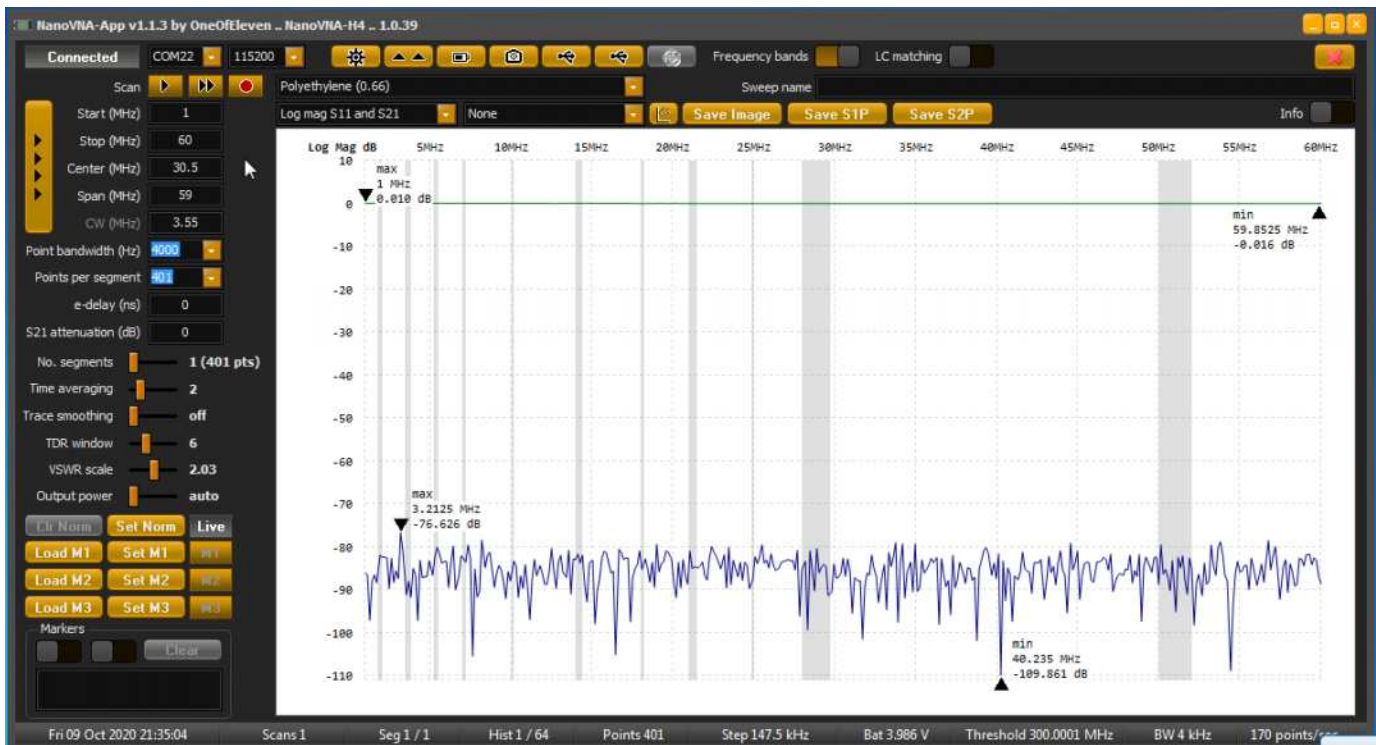 NanoVNA-App v1.1.3 by OneOfEleven .. NanoVNA-H4 .. 1.0.39
Connected COM22 115200 Frequency bands LC matching
Scan Polyethylene (0.66) Sweep name
Start (MHz) 1 Log mag S11 and S21 None Save Image Save S1P Save S2P Info
Stop (MHz) 60
Center (MHz) 30.5
Span (MHz) 59
CW (MHz) 3.55
Point bandwidth (Hz) 4000
Points per segment 401
e-delay (ns) 0
S21 attenuation (dB) 0
No. segments 1 (401 pts)
Time averaging 2
Trace smoothing off
TDR window 6
VSWR scale 2.03
Output power auto
Clr Norm Set Norm Live
Load M1 Set M1 M1
Load M2 Set M2 M2
Load M3 Set M3 M3
Markers
Clear
Log Mag dB 5MHz 10MHz 15MHz 20MHz 25MHz 30MHz 35MHz 40MHz 45MHz 50MHz 55MHz 60MHz
10
0
-10
-20
-30
-40
-50
-60
-70
-80
-90
-100
-110
max
1 MHz
0.010 dB
min
59.8525 MHz
-0.016 dB
max
3.2125 MHz
-76.626 dB
min
40.235 MHz
-109.861 dB
Fri 09 Oct 2020 21:35:04 Scans 1 Seg 1 / 1 Hist 1 / 64 Points 401 Step 147.5 kHz Bat 3.986 V Threshold 300.0001 MHz BW 4 kHz 170